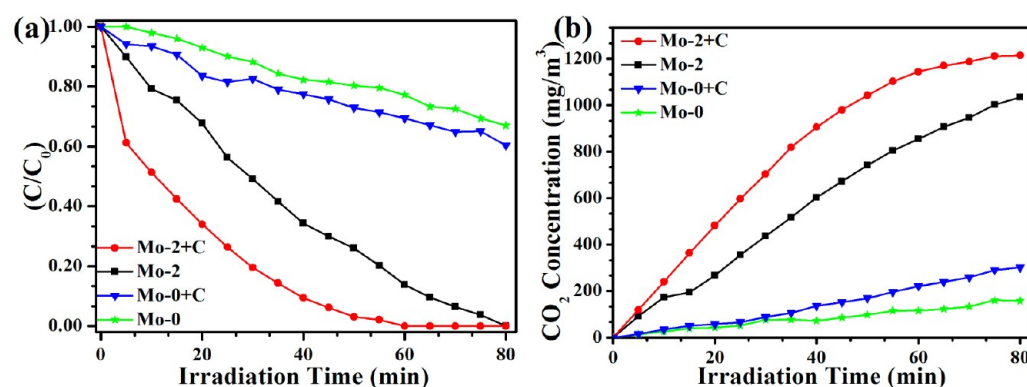 (a)
1.00
0.80
0.60
0.40
0.20
0.00
(C/C0)
Mo-2+C
Mo-2
Mo-0+C
Mo-0
0
20
40
60
80
Irradiation Time (min)
(b)
1200
1000
800
600
400
200
0
CO2 Concentration (mg/m3)
Mo-2+C
Mo-2
Mo-0+C
Mo-0
0
20
40
60
80
Irradiation Time (min)